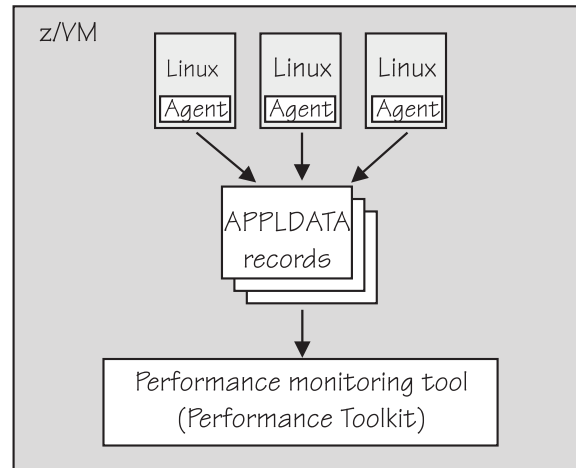 z/VM
Linux
Linux
Linux
Agent
Agent
Agent
APPLDATA
records
Performance monitoring tool
(Performance Toolkit)